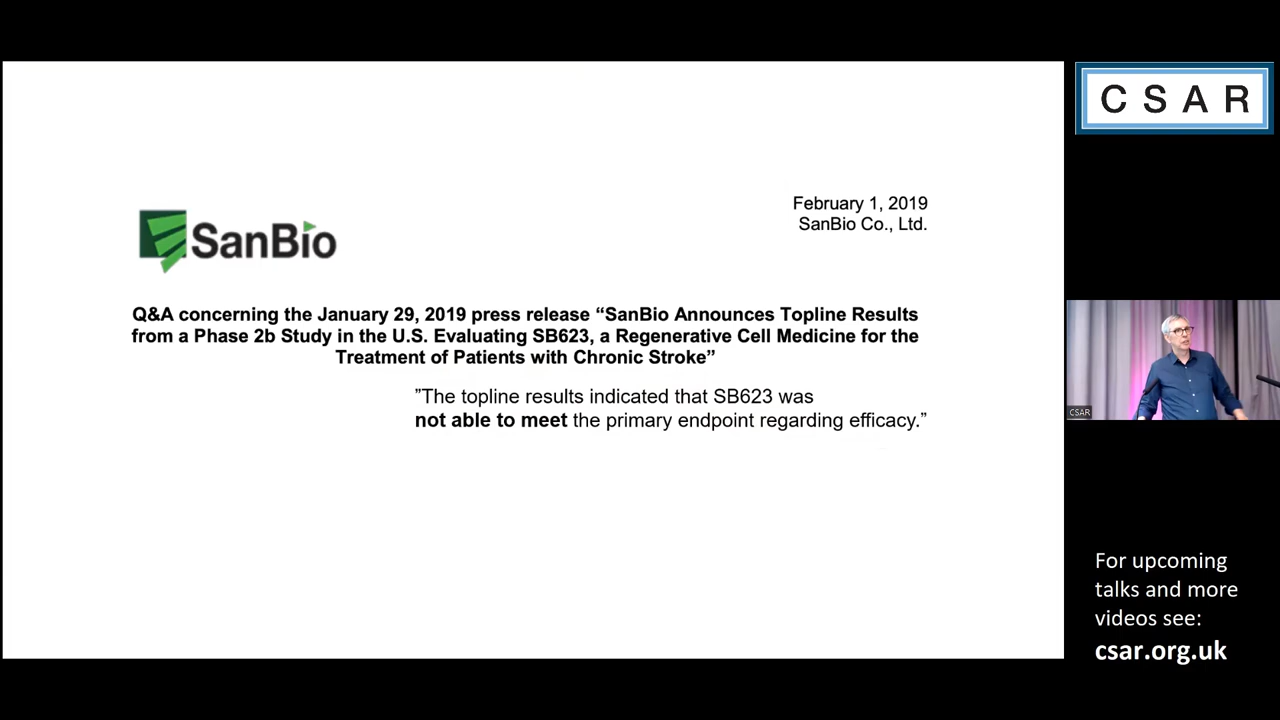 SanBio
February 1, 2019
SanBio Co., Ltd.
Q&A concerning the January 29, 2019 press release “SanBio Announces Topline Results
from a Phase 2b Study in the U.S. Evaluating SB623, a Regenerative Cell Medicine for the
Treatment of Patients with Chronic Stroke”
”The topline results indicated that SB623 was
not able to meet the primary endpoint regarding efficacy.”
CSAR
CSAR
For upcoming
talks and more
videos see:
csar.org.uk